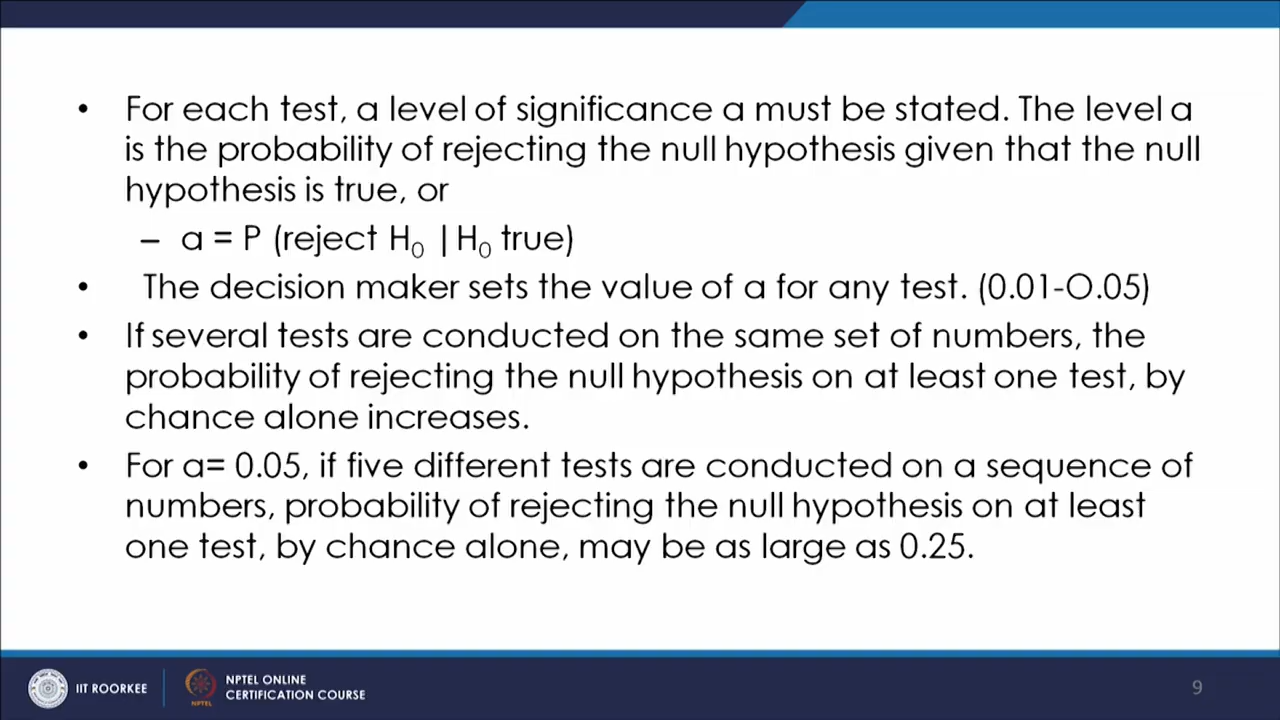 • For each test, a level of significance a must be stated. The level a
is the probability of rejecting the null hypothesis given that the null
hypothesis is true, or
– a = P (reject H₀ |H₀ true)
• The decision maker sets the value of a for any test. (0.01-O.05)
• If several tests are conducted on the same set of numbers, the
probability of rejecting the null hypothesis on at least one test, by
chance alone increases.
• For a= 0.05, if five different tests are conducted on a sequence of
numbers, probability of rejecting the null hypothesis on at least
one test, by chance alone, may be as large as 0.25.
IIT ROORKEE
NPTEL
NPTEL ONLINE
CERTIFICATION COURSE
9